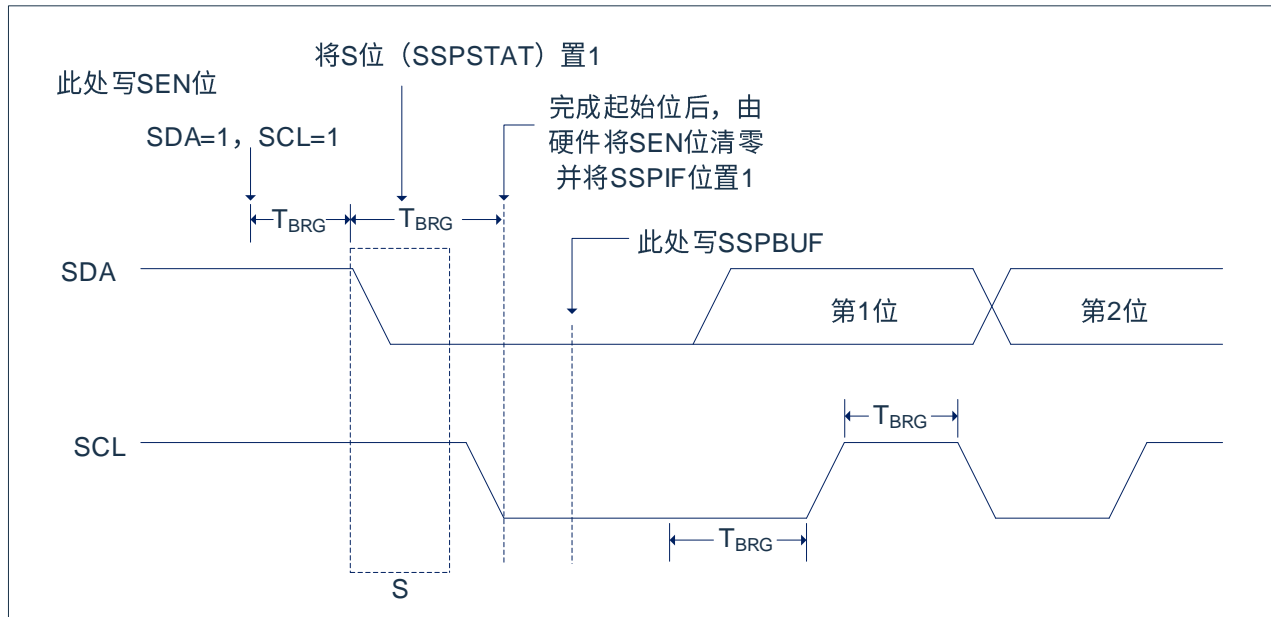 将S位（SSPSTAT）置1
此处写SEN位
SDA=1，SCL=1
完成起始位后，由
硬件将SEN位清零
并将SSPIF位置1
TBRG
TBRG
此处写SSPBUF
SDA
第1位
第2位
TBRG
SCL
TBRG
S